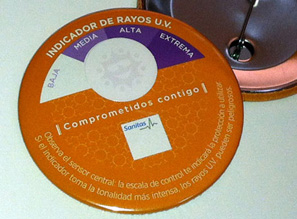 INDICADOR DE RAYOS U.V.
BAJA
MEDIA
ALTA
EXTREMA
Comprometidos contigo
Sanitas
Observa el sensor central: la escala de control te indicará la protección a utilizar
Si el indicador toma la tonalidad más intensa, los rayos U.V. pueden ser peligrosos